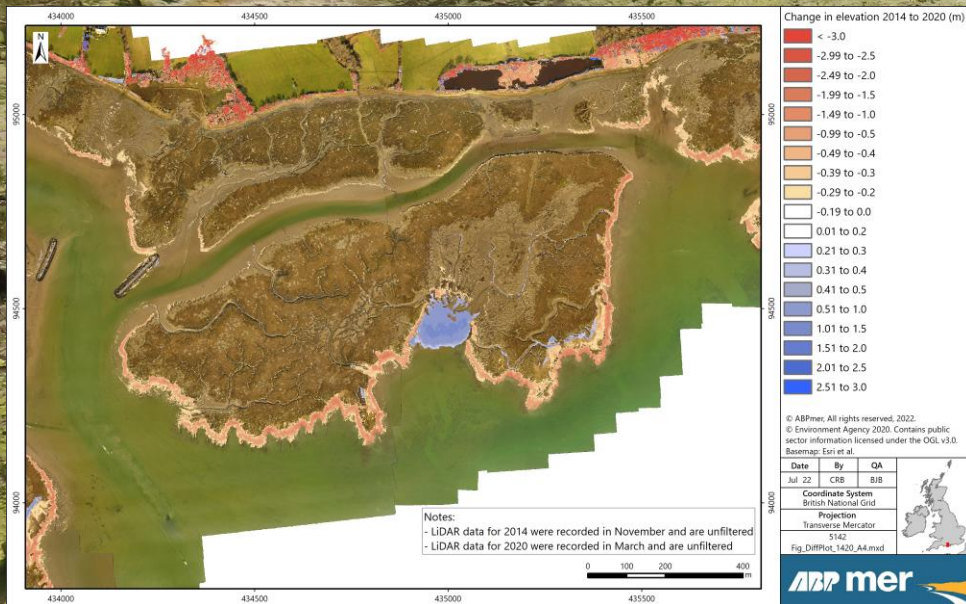 434000 434500 435000 435500
N
95000 95000
94500 94500
94000 94000
434000 434500 435000 435500
Notes:
- LiDAR data for 2014 were recorded in November and are unfiltered
- LiDAR data for 2020 were recorded in March and are unfiltered
0 100 200 400
m
Change in elevation 2014 to 2020 (m)
< -3.0
-2.99 to -2.5
-2.49 to -2.0
-1.99 to -1.5
-1.49 to -1.0
-0.99 to -0.5
-0.49 to -0.4
-0.39 to -0.3
-0.29 to -0.2
-0.19 to 0.0
0.01 to 0.2
0.21 to 0.3
0.31 to 0.4
0.41 to 0.5
0.51 to 1.0
1.01 to 1.5
1.51 to 2.0
2.01 to 2.5
2.51 to 3.0
© ABPmer, All rights reserved, 2022.
© Environment Agency 2020. Contains public
sector information licensed under the OGL v3.0.
Basemap: Esri et al.
Date By QA
Jul 22 CRB BJB
Coordinate System
British National Grid
Projection
Transverse Mercator
5142
Fig_DiffPlot_1420_A4.mxd
ABP mer